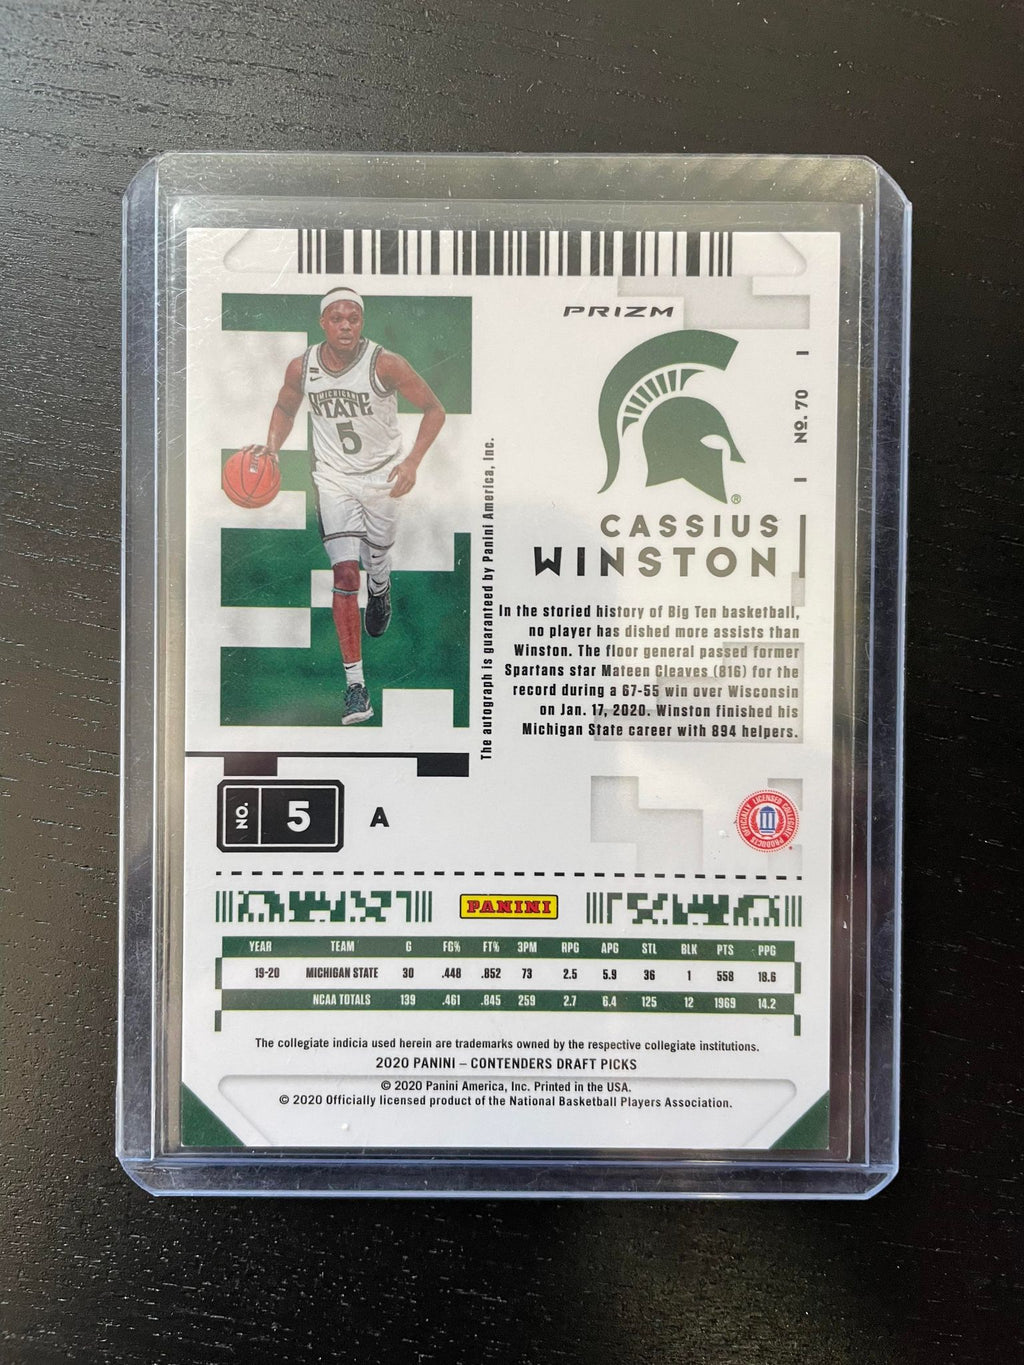 PRIZM
MICHIGAN
STATE
5
®
NO. 70
CASSIUS
WINSTON
In the storied history of Big Ten basketball,
no player has dished more assists than
Winston. The floor general passed former
Spartans star Mateen Cleaves (816) for the
record during a 67-55 win over Wisconsin
on Jan. 17, 2020. Winston finished his
Michigan State career with 894 helpers.
The autograph is guaranteed by Panini America, Inc.
NO. 5 A
OFFICIALLY LICENSED COLLEGIATE PRODUCTS
PANINI
YEAR TEAM G FG% FT% 3PM RPG APG STL BLK PTS PPG
19-20 MICHIGAN STATE 30 .448 .852 73 2.5 5.9 36 1 558 18.6
NCAA TOTALS 139 .461 .845 259 2.7 6.4 125 12 1969 14.2
The collegiate indicia used herein are trademarks owned by the respective collegiate institutions.
2020 PANINI – CONTENDERS DRAFT PICKS
© 2020 Panini America, Inc. Printed in the USA.
© 2020 Officially licensed product of the National Basketball Players Association.